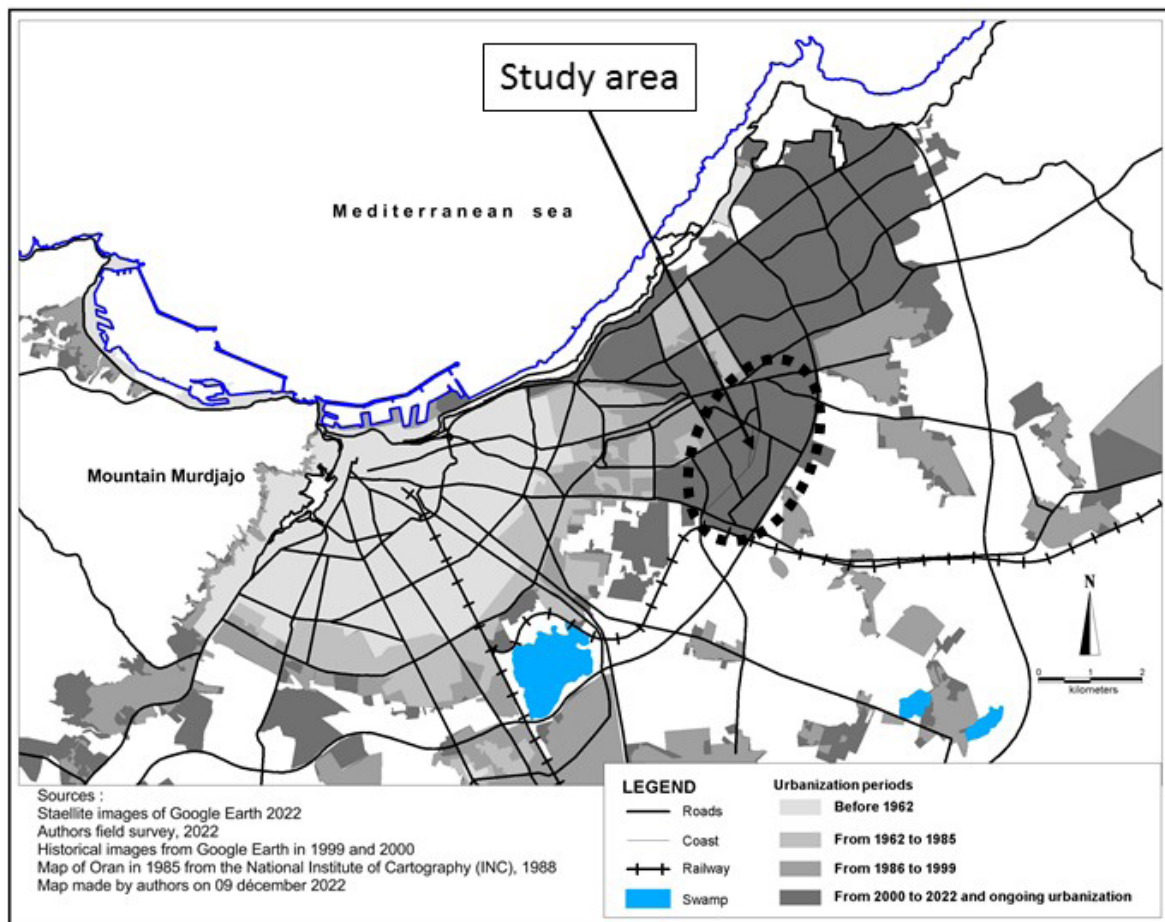 Study area
Mediterranean sea
Mountain Murdjajo
N
0 1 2
kilometers
Sources :
Staellite images of Google Earth 2022
Authors field survey, 2022
Historical images from Google Earth in 1999 and 2000
Map of Oran in 1985 from the National Institute of Cartography (INC), 1988
Map made by authors on 09 décember 2022
LEGEND
Roads
Coast
Railway
Swamp
Urbanization periods
Before 1962
From 1962 to 1985
From 1986 to 1999
From 2000 to 2022 and ongoing urbanization